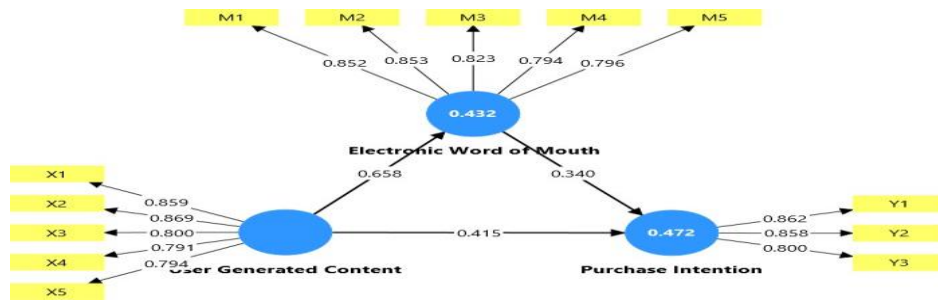 M1 M2 M3 M4 M5
0.852 0.853 0.823 0.794 0.796
0.432
Electronic Word of Mouth
0.658 0.340
X1
0.859
X2
0.869
X3
0.800
X4
0.791
X5
0.794
User Generated Content
0.415
0.472
Purchase Intention
0.862
Y1
0.858
Y2
0.800
Y3